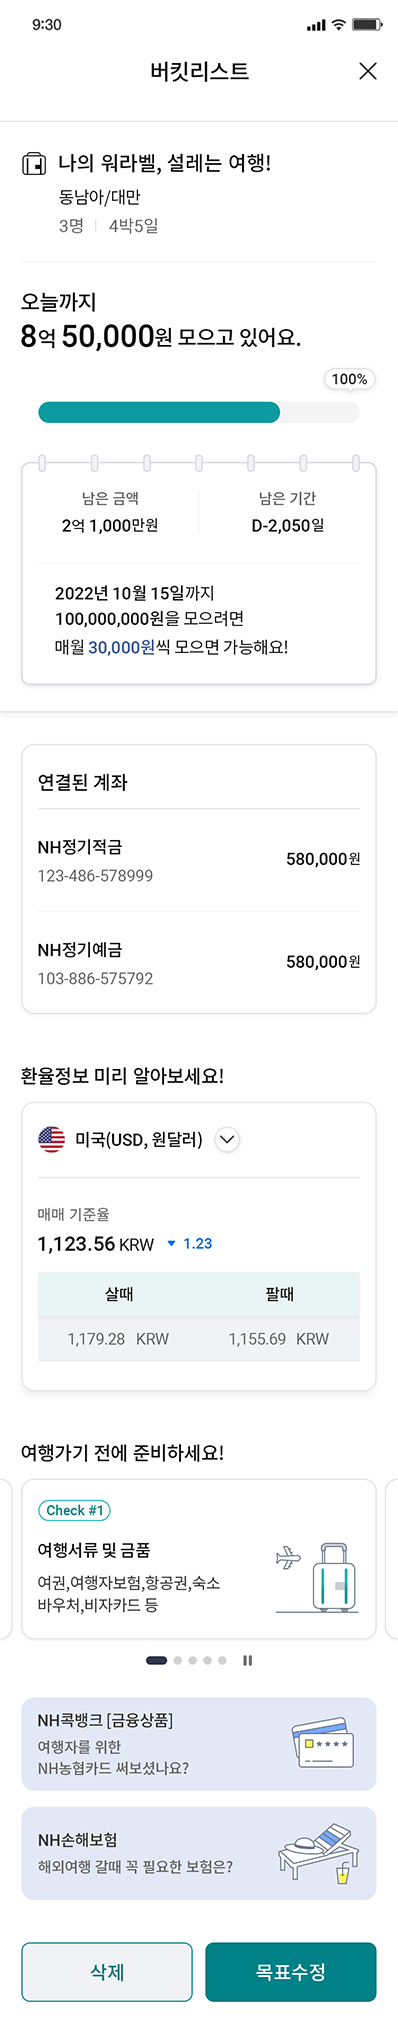 9:30
버킷리스트
나의 워라벨, 설레는 여행!
동남아/대만
3명 4박5일
오늘까지
8억 50,000원 모으고 있어요.
100%
남은 금액 남은 기간
2억 1,000만원 D-2,050일
2022년 10월 15일까지
100,000,000원을 모으려면
매월 30,000원씩 모으면 가능해요!
연결된 계좌
NH정기적금
580,000원
123-486-578999
NH정기예금
580,000원
103-886-575792
환율정보 미리 알아보세요!
미국(USD, 원달러)
매매 기준율
1,123.56 KRW ▼ 1.23
살때 팔때
1,179.28 KRW 1,155.69 KRW
여행가기 전에 준비하세요!
Check #1
여행서류 및 금품
여권,여행자보험,항공권,숙소
바우처,비자카드 등
NH콕뱅크 [금융상품]
여행자를 위한
NH농협카드 써보셨나요?
NH손해보험
해외여행 갈때 꼭 필요한 보험은?
삭제 목표수정